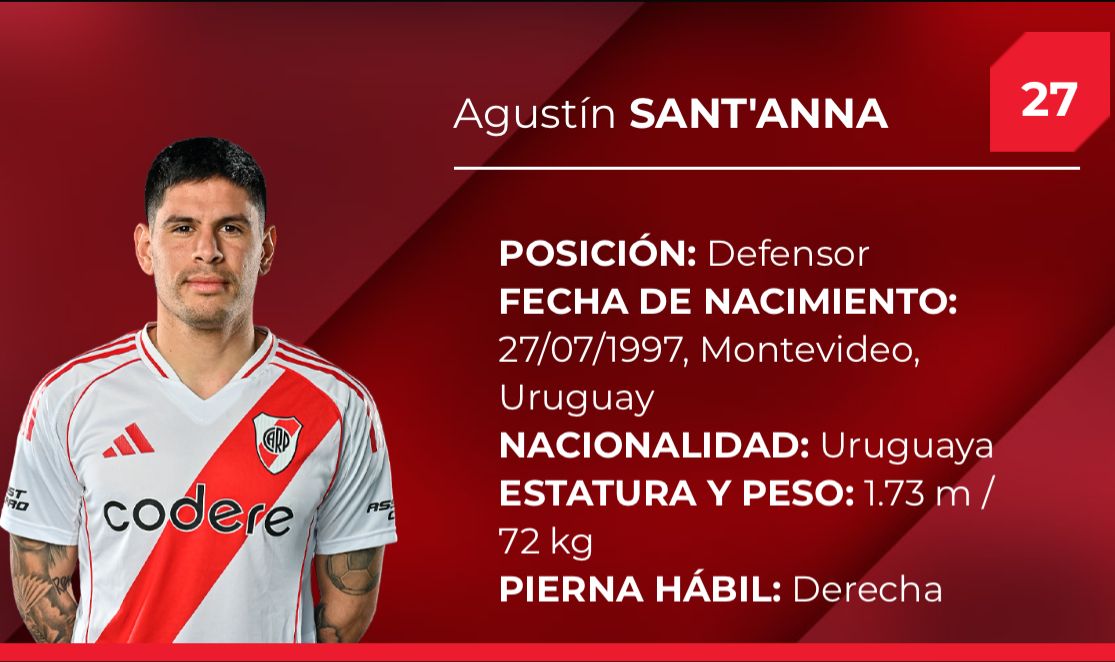 27
Agustín SANT'ANNA
POSICIÓN: Defensor
FECHA DE NACIMIENTO:
27/07/1997, Montevideo,
Uruguay
NACIONALIDAD: Uruguaya
ESTATURA Y PESO: 1.73 m /
72 kg
PIERNA HÁBIL: Derecha
CARP
codere